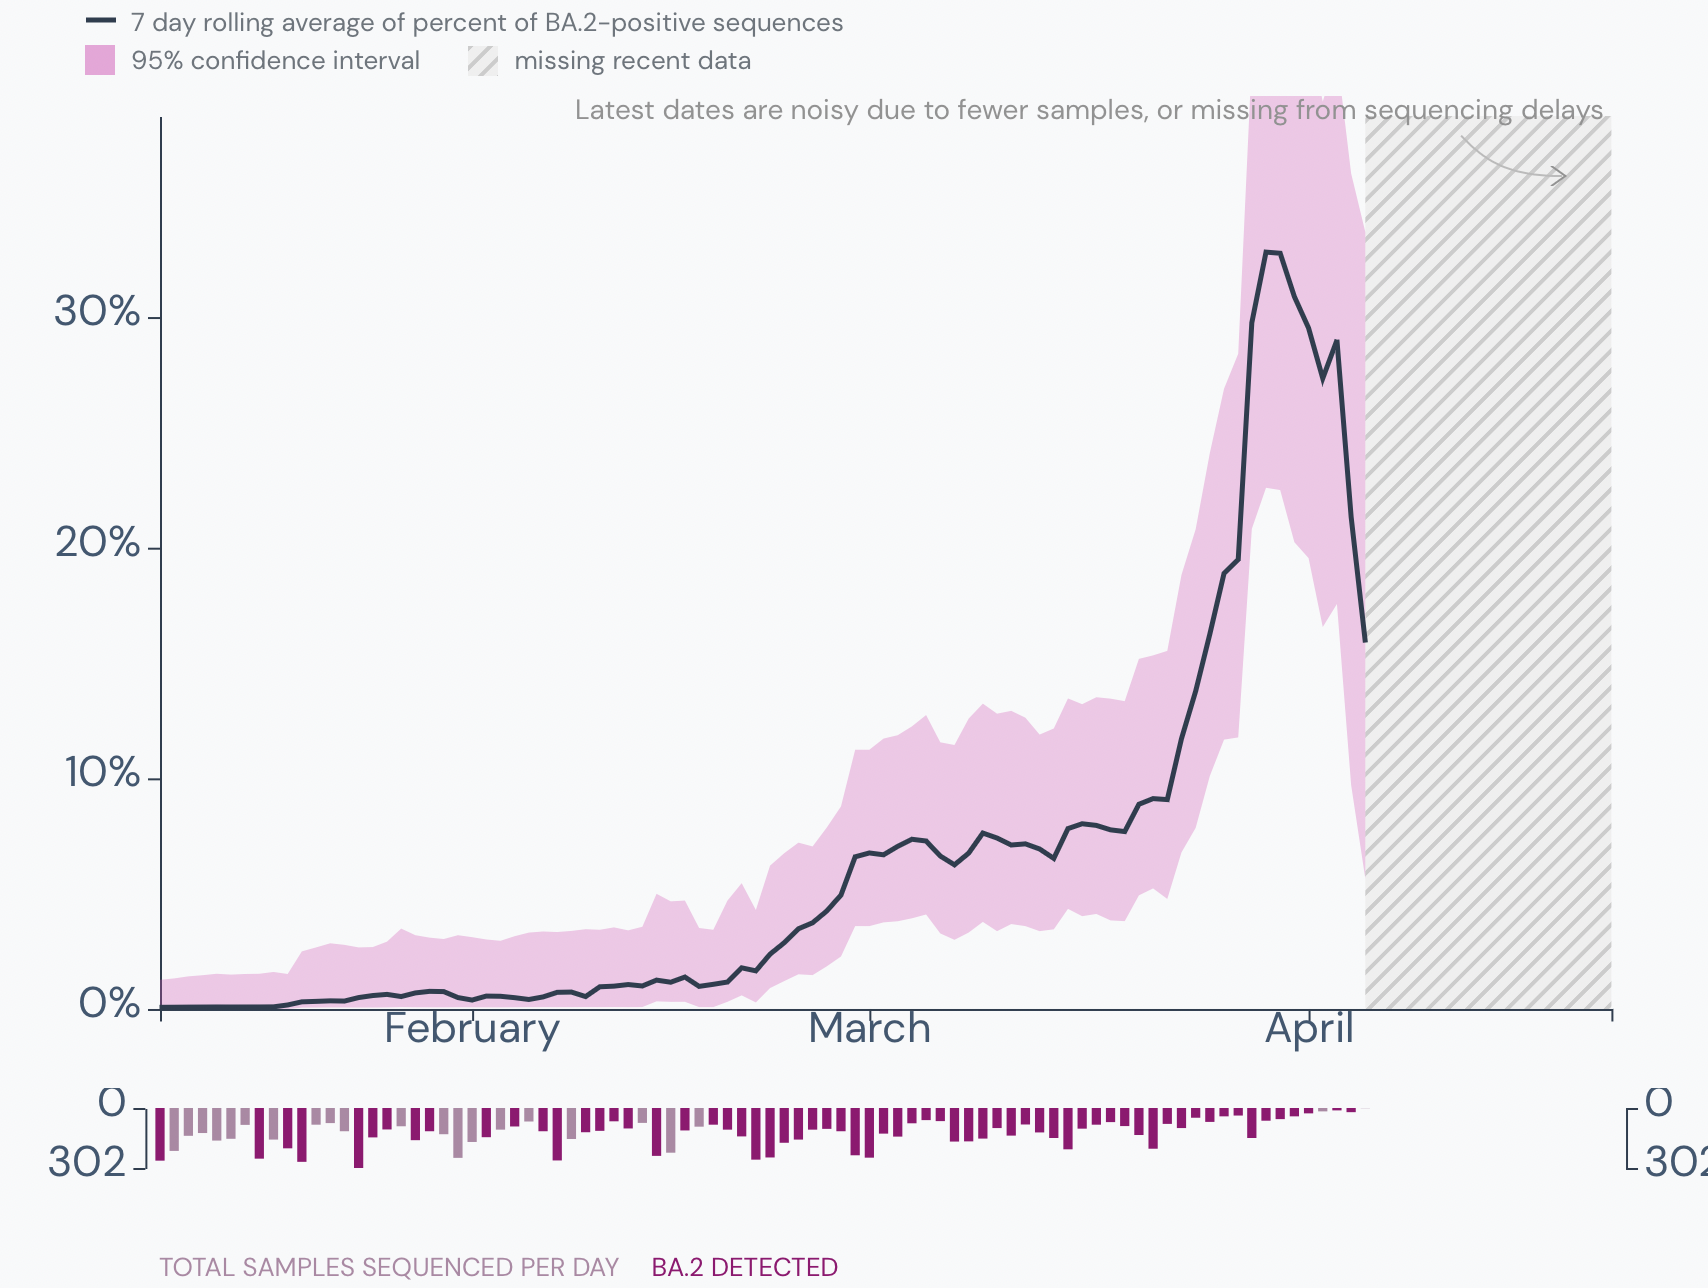 7 day rolling average of percent of BA.2-positive sequences
95% confidence interval missing recent data
Latest dates are noisy due to fewer samples, or missing from sequencing delays
30%
20%
10%
0%
February March April
0 0
302 302
TOTAL SAMPLES SEQUENCED PER DAY BA.2 DETECTED